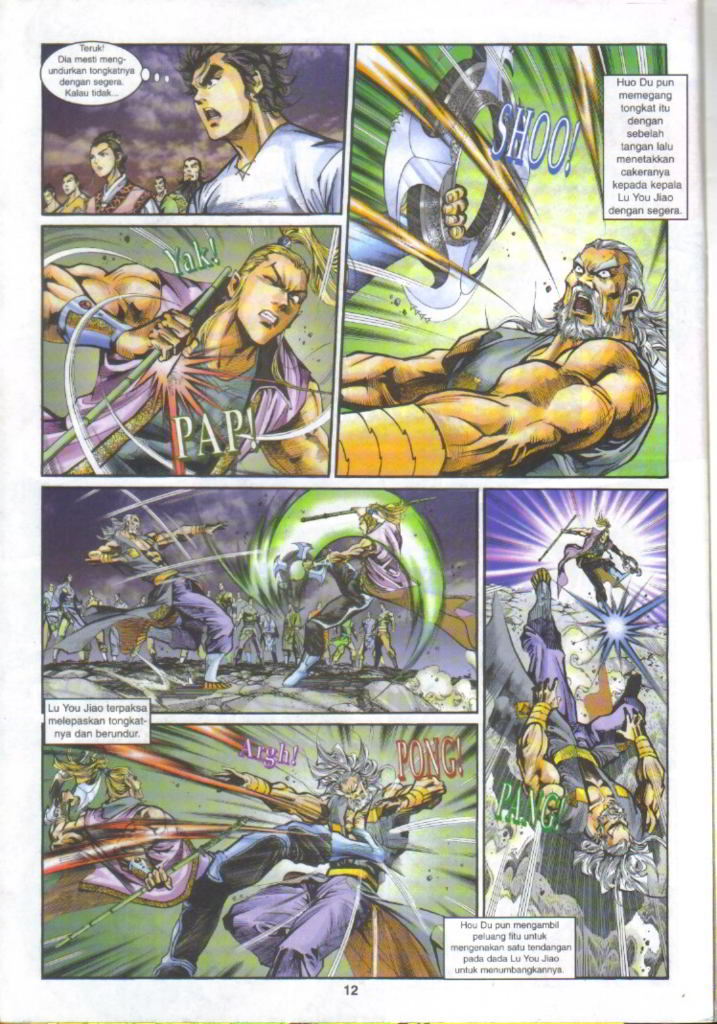 Teruk!
Dia mesti meng-
undurkan tongkatnya
dengan segera.
Kalau tidak...
SHOO!
Huo Du pun
memegang
tongkat itu
dengan
sebelah
tangan lalu
menetakkan
cakeranya
kepada kepala
Lu You Jiao
dengan segera.
Yak!
PAP!
Lu You Jiao terpaksa
melepaskan tongkat-
nya dan berundur.
Argh!
PONG!
PANG!
Hou Du pun mengambil
peluang fitu untuk
mengenakan satu tendangan
pada dada Lu You Jiao
untuk menumbangkannya.
12